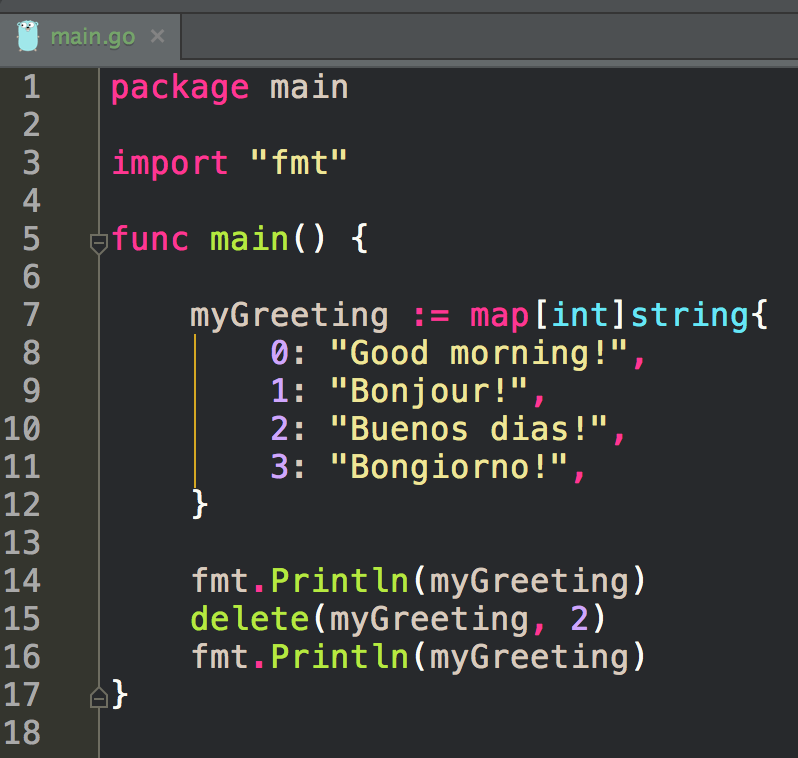 main.go ×
1 package main
2
3 import "fmt"
4
5 func main() {
6
7     myGreeting := map[int]string{
8         0: "Good morning!",
9         1: "Bonjour!",
10         2: "Buenos dias!",
11         3: "Bongiorno!",
12     }
13
14     fmt.Println(myGreeting)
15     delete(myGreeting, 2)
16     fmt.Println(myGreeting)
17 }
18